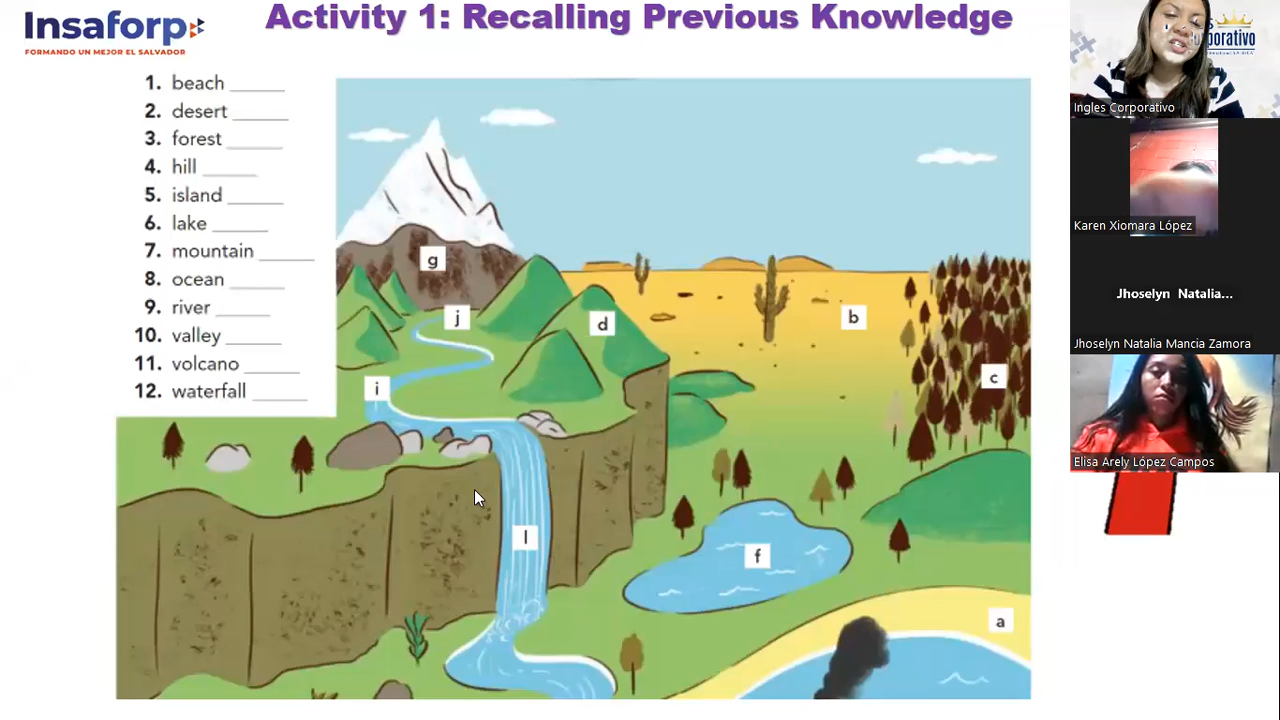 Insaforp
FORMANDO UN MEJOR EL SALVADOR
Activity 1: Recalling Previous Knowledge
1. beach ______
2. desert ______
3. forest ______
4. hill ______
5. island ______
6. lake ______
7. mountain ______
8. ocean ______
9. river ______
10. valley ______
11. volcano ______
12. waterfall ______
g
j
d
b
i
c
l
f
a
Ingles Corporativo
Karen Xiomara López
Jhoselyn Natalia...
Jhoselyn Natalia Mancia Zamora
Elisa Arely López Campos